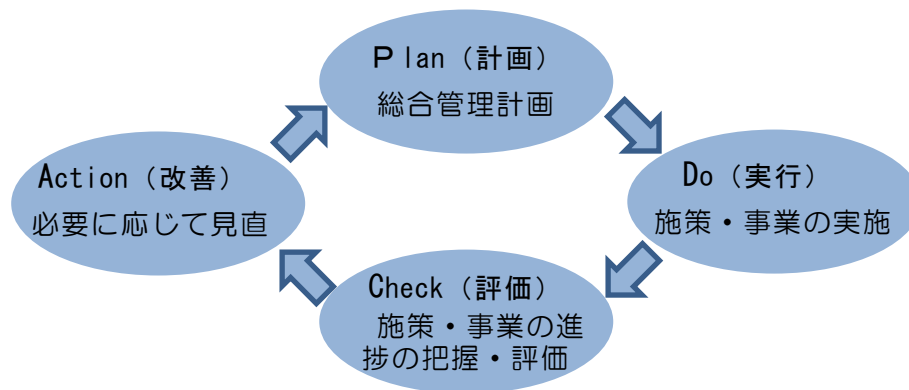 Ｐlan（計画）
総合管理計画
Action（改善）
必要に応じて見直
Do（実行）
施策・事業の実施
Check（評価）
施策・事業の進
捗の把握・評価